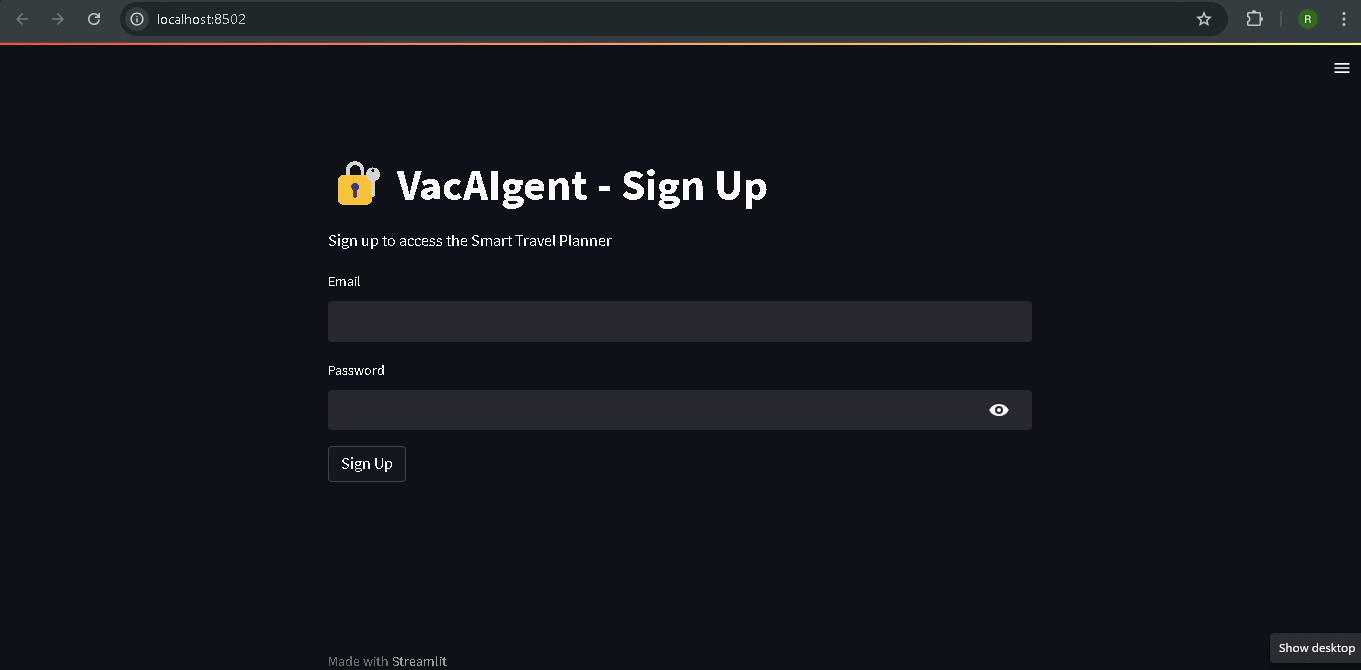 localhost:8502
R
VacAIgent - Sign Up
Sign up to access the Smart Travel Planner
Email
Password
Sign Up
Made with Streamlit
Show desktop